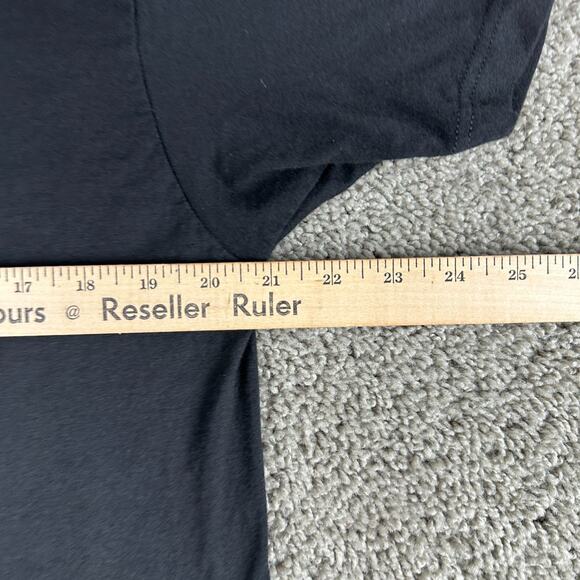 17 18 19 20 21 22 23 24 25
ours @ Reseller Ruler